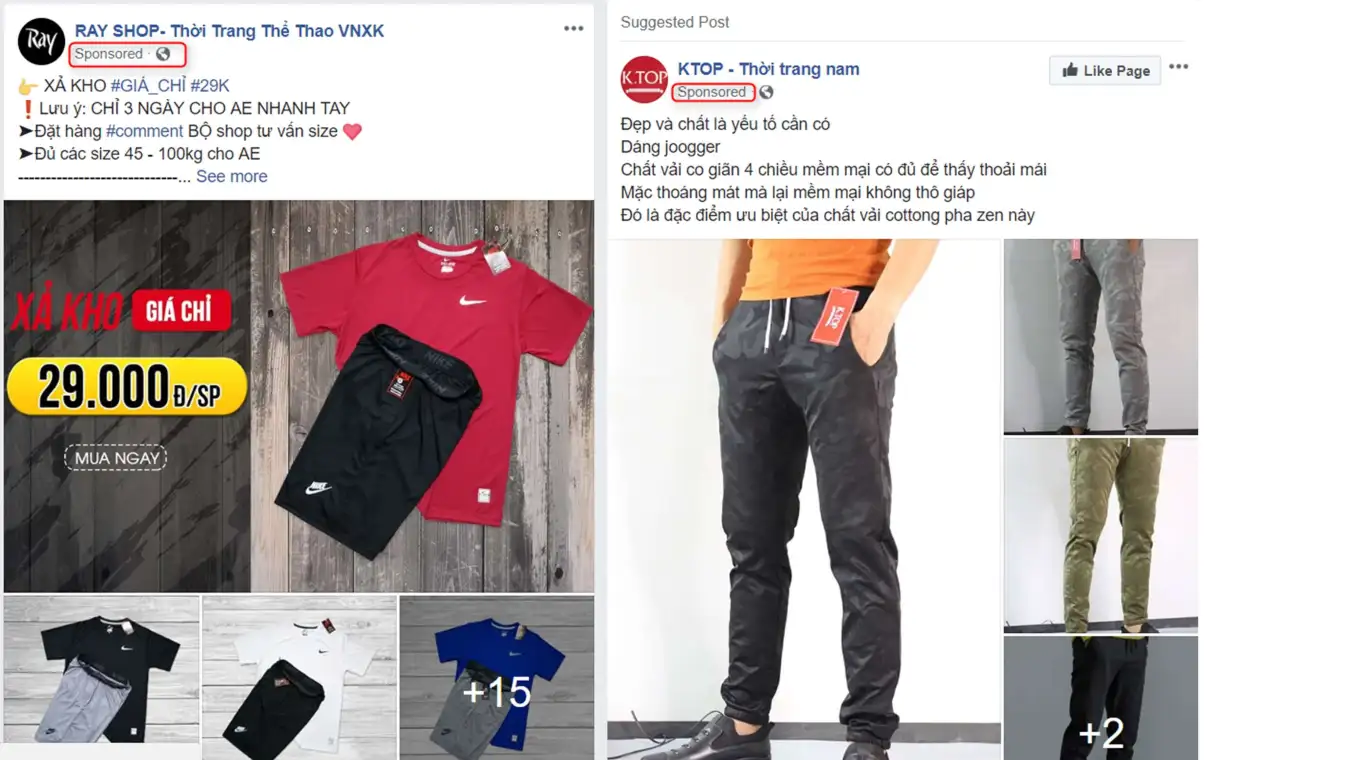 Ray
RAY SHOP- Thời Trang Thể Thao VNXK
Sponsored ·
👉 XẢ KHO #GIÁ_CHỈ #29K
❗Lưu ý: CHỈ 3 NGÀY CHO AE NHANH TAY
➤Đặt hàng #comment BỘ shop tư vấn size ❤
➤Đủ các size 45 - 100kg cho AE
-----------------------------... See more
XẢ KHO GIÁ CHỈ
29.000 Đ/SP
MUA NGAY
NIKE
NIKE
+15
Suggested Post
K.TOP
KTOP - Thời trang nam
Sponsored ·
Like Page
Đẹp và chất là yếu tố cần có
Dáng joogger
Chất vải co giãn 4 chiều mềm mại có đủ để thấy thoải mái
Mặc thoáng mát mà lại mềm mại không thô giáp
Đó là đặc điểm ưu biệt của chất vải cottong pha zen này
K.TOP
+2